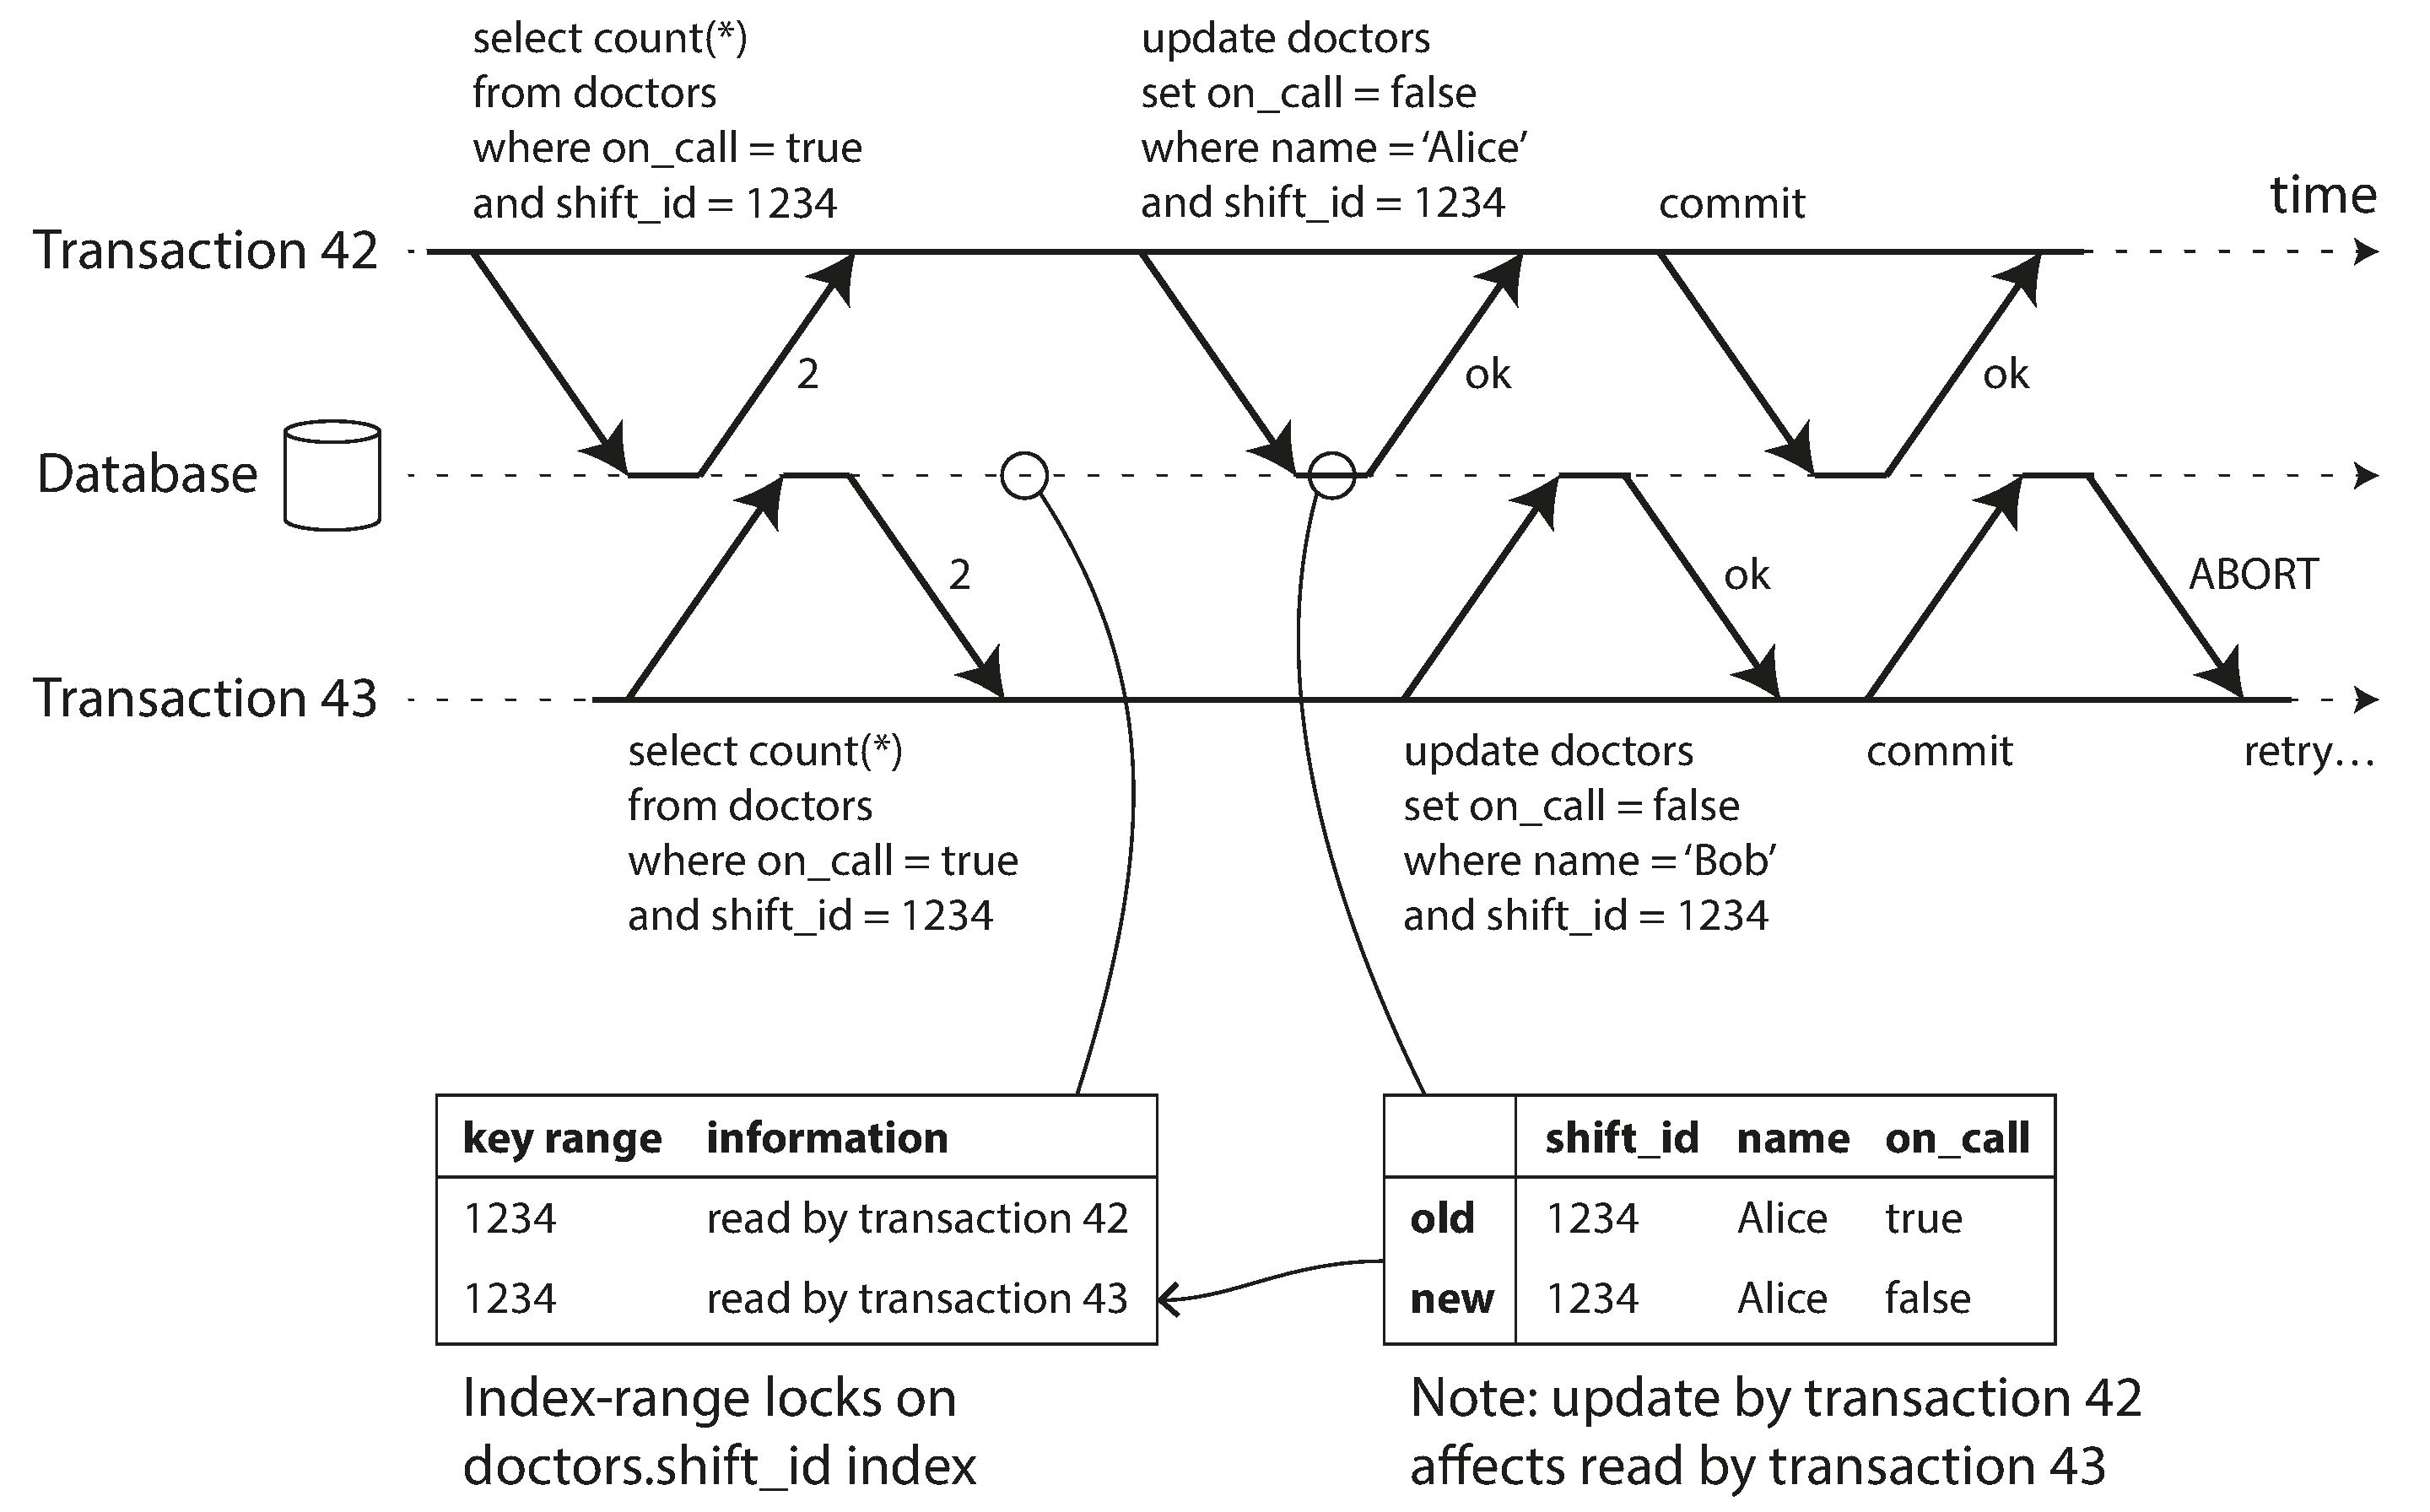 select count(*)
from doctors
where on_call = true
and shift_id = 1234
update doctors
set on_call = false
where name = ‘Alice’
and shift_id = 1234
commit
time
Transaction 42
2
ok
ok
Database
2
ok
ABORT
Transaction 43
select count(*)
from doctors
where on_call = true
and shift_id = 1234
update doctors
set on_call = false
where name = ‘Bob’
and shift_id = 1234
commit
retry…
key range information
1234 read by transaction 42
1234 read by transaction 43
Index-range locks on
doctors.shift_id index
shift_id name on_call
old 1234 Alice true
new 1234 Alice false
Note: update by transaction 42
affects read by transaction 43